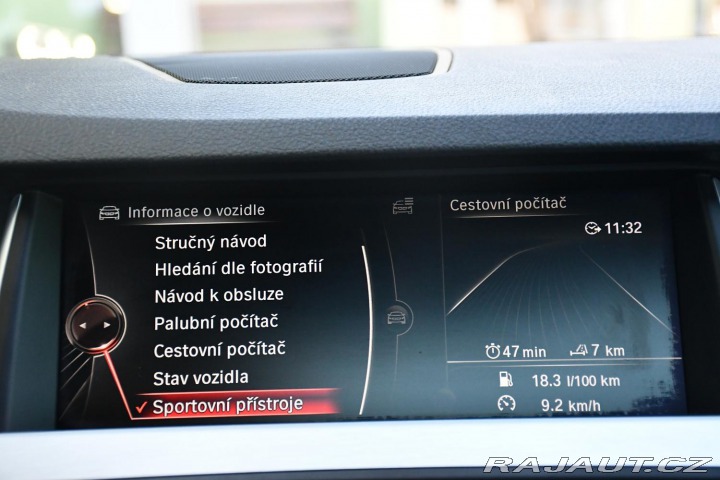 Informace o vozidle
Stručný návod
Hledání dle fotografií
Návod k obsluze
Palubní počítač
Cestovní počítač
Stav vozidla
✓ Sportovní přístroje
Cestovní počítač
11:32
47 min 7 km
18.3 l/100 km
9.2 km/h
RAJAUT.CZ